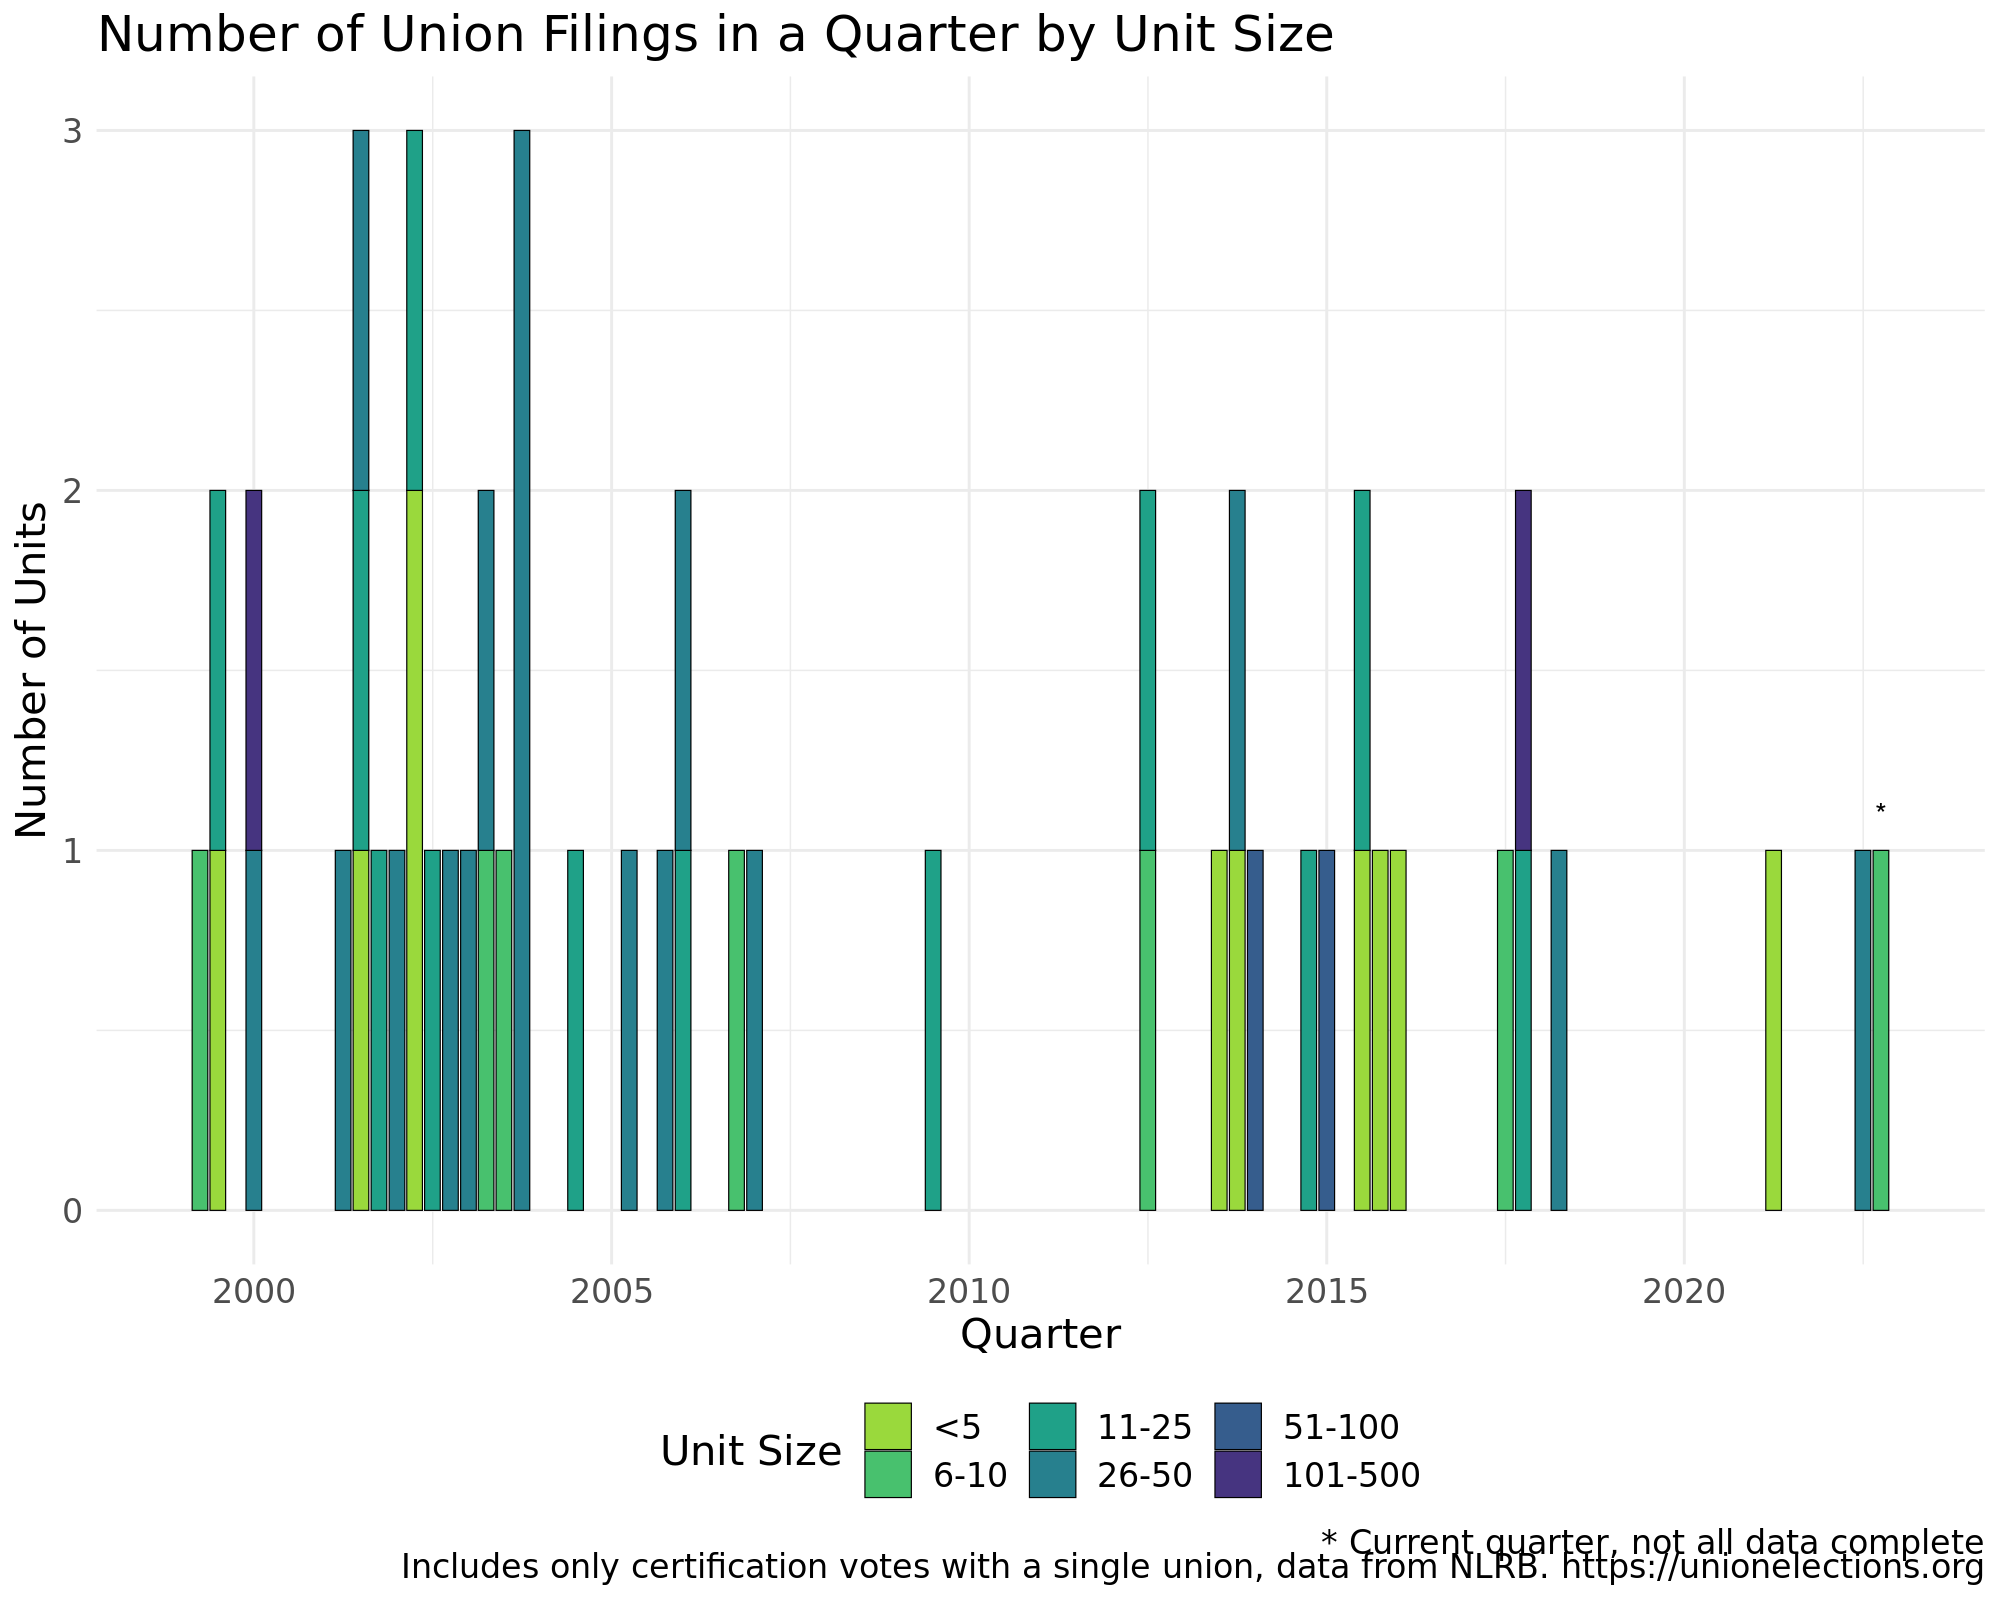 Number of Union Filings in a Quarter by Unit Size
Number of Units
3
2
1
0
*
2000 2005 2010 2015 2020
Quarter
Unit Size
<5 11-25 51-100
6-10 26-50 101-500
* Current quarter, not all data complete
Includes only certification votes with a single union, data from NLRB. https://unionelections.org